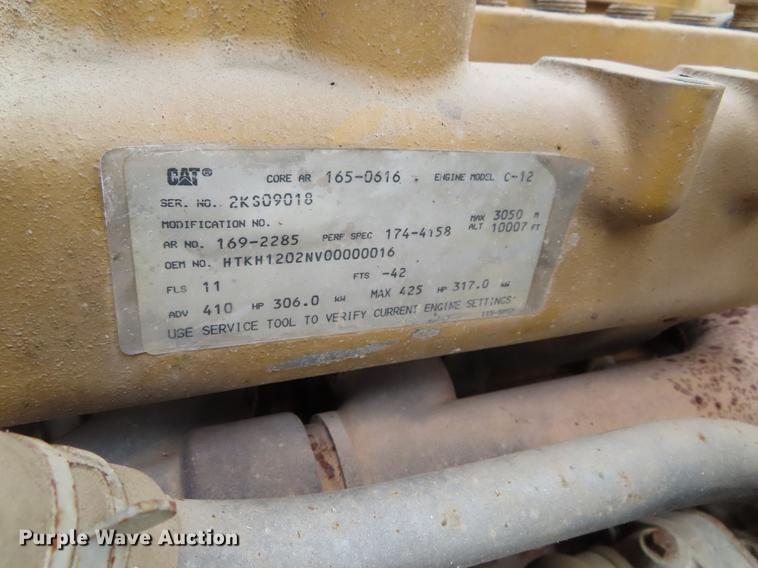 CAT® CORE AR 165-0616 ENGINE MODEL C-12
SER. NO. 2KS09018
MODIFICATION NO. MAX 3050 M
AR NO. 169-2285 PERF SPEC 174-4158 ALT 10007 FT
OEM NO. HTKH1202NV00000016
FLS 11 FTS -42
ADV 410 HP 306.0 KW MAX 425 HP 317.0 KW
USE SERVICE TOOL TO VERIFY CURRENT ENGINE SETTINGS
Purple Wave Auction